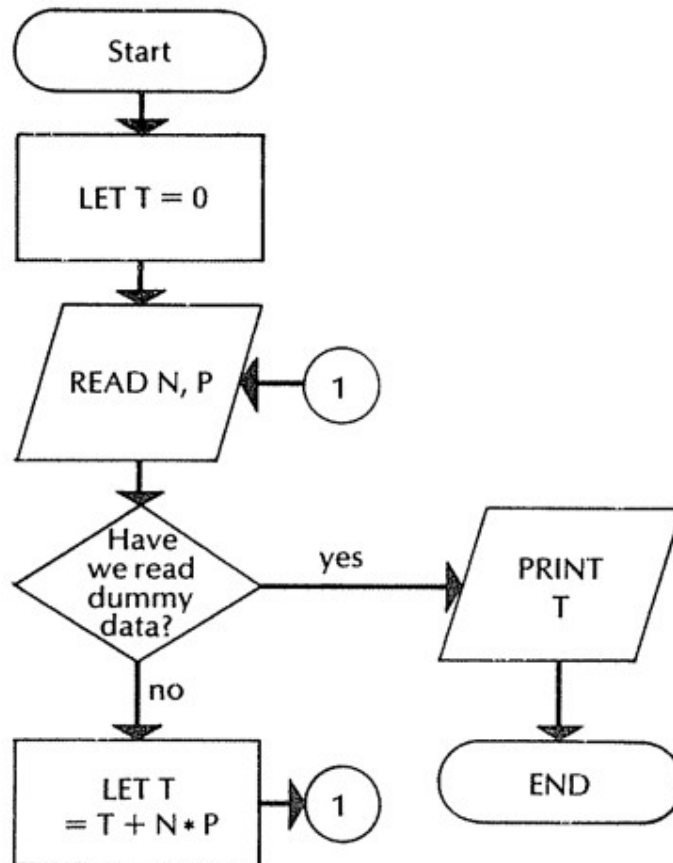 Start
LET T = 0
READ N, P
1
Have
we read
dummy
data?
yes
PRINT
T
no
LET T
= T + N * P
1
END